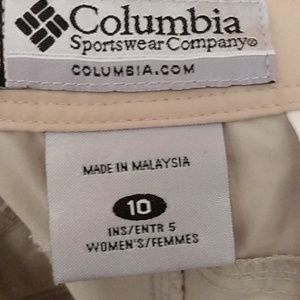 Columbia
Sportswear Company®
COLUMBIA.COM
MADE IN MALAYSIA
10
INS/ENTR 5
WOMEN'S/FEMMES